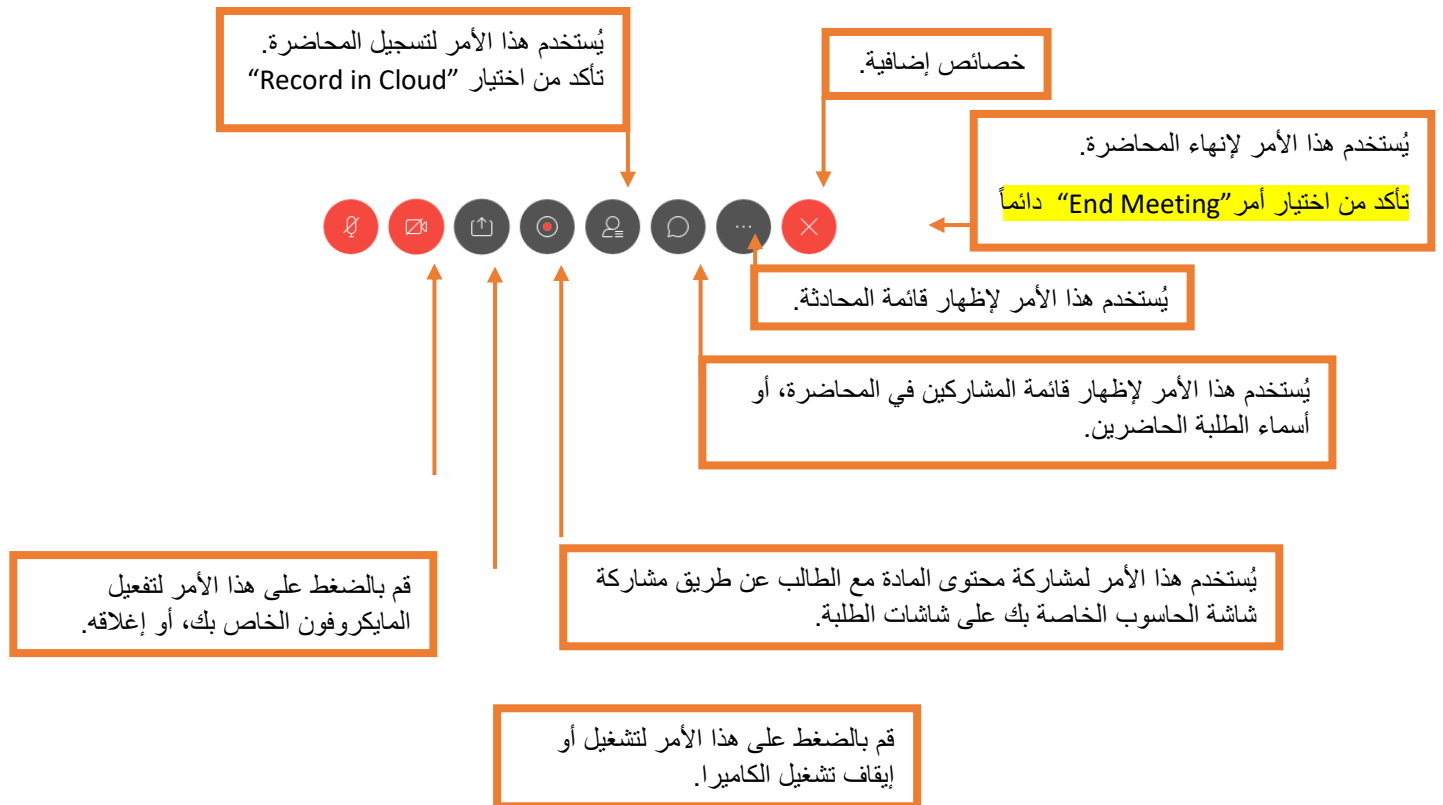 يُستخدم هذا الأمر لتسجيل المحاضرة.
تأكد من اختيار “Record in Cloud”
خصائص إضافية.
يُستخدم هذا الأمر لإنهاء المحاضرة.
تأكد من اختيار أمر “End Meeting” دائماً
يُستخدم هذا الأمر لإظهار قائمة المحادثة.
يُستخدم هذا الأمر لإظهار قائمة المشاركين في المحاضرة، أو
أسماء الطلبة الحاضرين.
يُستخدم هذا الأمر لمشاركة محتوى المادة مع الطالب عن طريق مشاركة
شاشة الحاسوب الخاصة بك على شاشات الطلبة.
قم بالضغط على هذا الأمر لتفعيل
المايكروفون الخاص بك، أو إغلاقه.
قم بالضغط على هذا الأمر لتشغيل أو
إيقاف تشغيل الكاميرا.